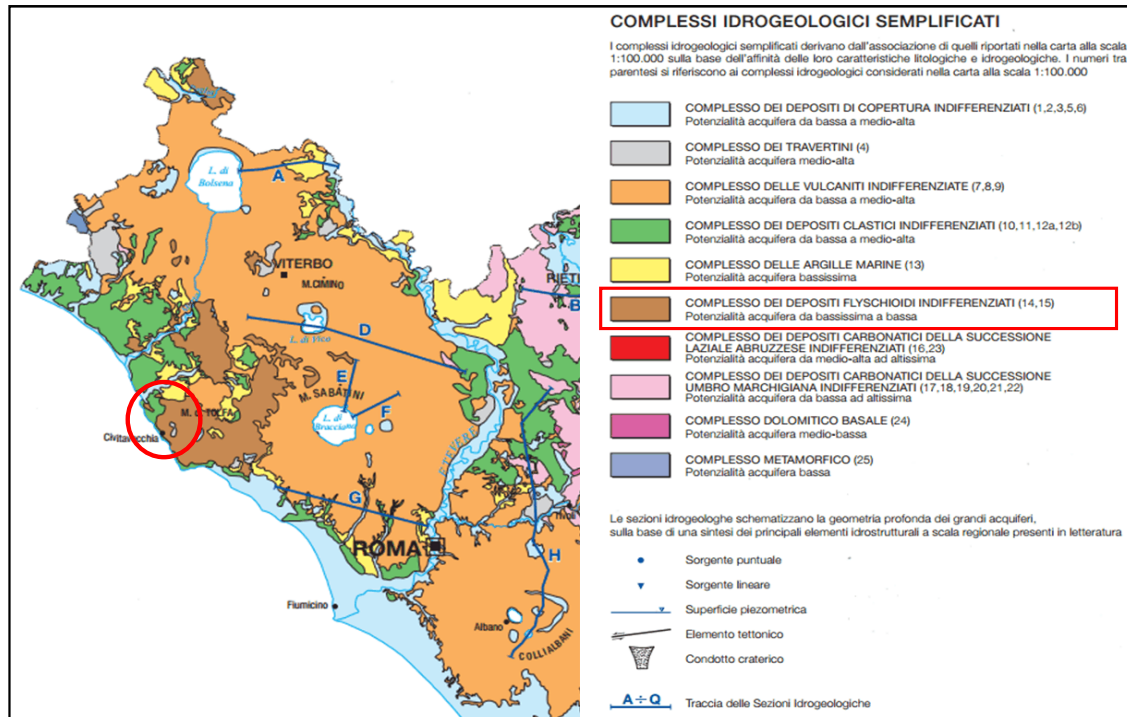 L. di
Bolsena
A
VITERBO
M.CIMINO
RIETI
B
L. di Vico
D
E
M. SABATINI
F
L. di
Bracciano
M. d. TOLFA
Civitavecchia
F. TEVERE
G
Tivoli
ROMA
H
Fiumicino
Albano
COLLI ALBANI
COMPLESSI IDROGEOLOGICI SEMPLIFICATI
I complessi idrogeologici semplificati derivano dall'associazione di quelli riportati nella carta alla scala
1:100.000 sulla base dell'affinità delle loro caratteristiche litologiche e idrogeologiche. I numeri tra
parentesi si riferiscono ai complessi idrogeologici considerati nella carta alla scala 1:100.000
COMPLESSO DEI DEPOSITI DI COPERTURA INDIFFERENZIATI (1,2,3,5,6)
Potenzialità acquifera da bassa a medio-alta
COMPLESSO DEI TRAVERTINI (4)
Potenzialità acquifera medio-alta
COMPLESSO DELLE VULCANITI INDIFFERENZIATE (7,8,9)
Potenzialità acquifera da bassa a medio-alta
COMPLESSO DEI DEPOSITI CLASTICI INDIFFERENZIATI (10,11,12a,12b)
Potenzialità acquifera da bassa a medio-alta
COMPLESSO DELLE ARGILLE MARINE (13)
Potenzialità acquifera bassissima
COMPLESSO DEI DEPOSITI FLYSCHIOIDI INDIFFERENZIATI (14,15)
Potenzialità acquifera da bassissima a bassa
COMPLESSO DEI DEPOSITI CARBONATICI DELLA SUCCESSIONE
LAZIALE ABRUZZESE INDIFFERENZIATI (16,23)
Potenzialità acquifera da medio-alta ad altissima
COMPLESSO DEI DEPOSITI CARBONATICI DELLA SUCCESSIONE
UMBRO MARCHIGIANA INDIFFERENZIATI (17,18,19,20,21,22)
Potenzialità acquifera da bassa ad altissima
COMPLESSO DOLOMITICO BASALE (24)
Potenzialità acquifera medio-bassa
COMPLESSO METAMORFICO (25)
Potenzialità acquifera bassa
Le sezioni idrogeologhe schematizzano la geometria profonda dei grandi acquiferi,
sulla base di una sintesi dei principali elementi idrostrutturali a scala regionale presenti in letteratura
Sorgente puntuale
Sorgente lineare
Superficie piezometrica
Elemento tettonico
Condotto craterico
A÷Q Traccia delle Sezioni Idrogeologiche